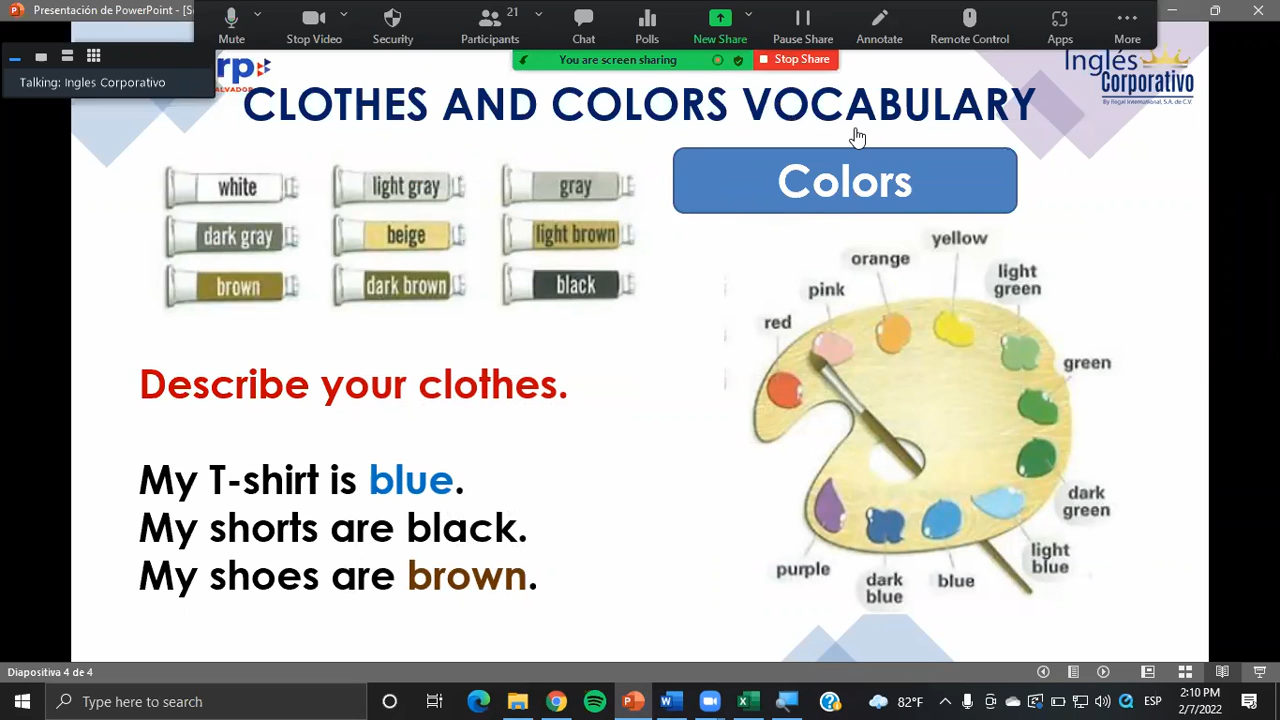 Presentación de PowerPoint - [S
Mute
Stop Video
Security
Participants
21
Chat
Polls
New Share
Pause Share
Annotate
Remote Control
Apps
More
You are screen sharing
Stop Share
Talking: Ingles Corporativo
rp
SALVADOR
Inglés
Corporativo
By Regal International, S.A. de C.V.
CLOTHES AND COLORS VOCABULARY
Colors
white
light gray
gray
dark gray
beige
light brown
brown
dark brown
black
yellow
orange
light
green
pink
red
green
dark
green
light
blue
blue
dark
blue
purple
Describe your clothes.
My T-shirt is blue.
My shorts are black.
My shoes are brown.
Diapositiva 4 de 4
Type here to search
82°F
ESP
2:10 PM
2/7/2022